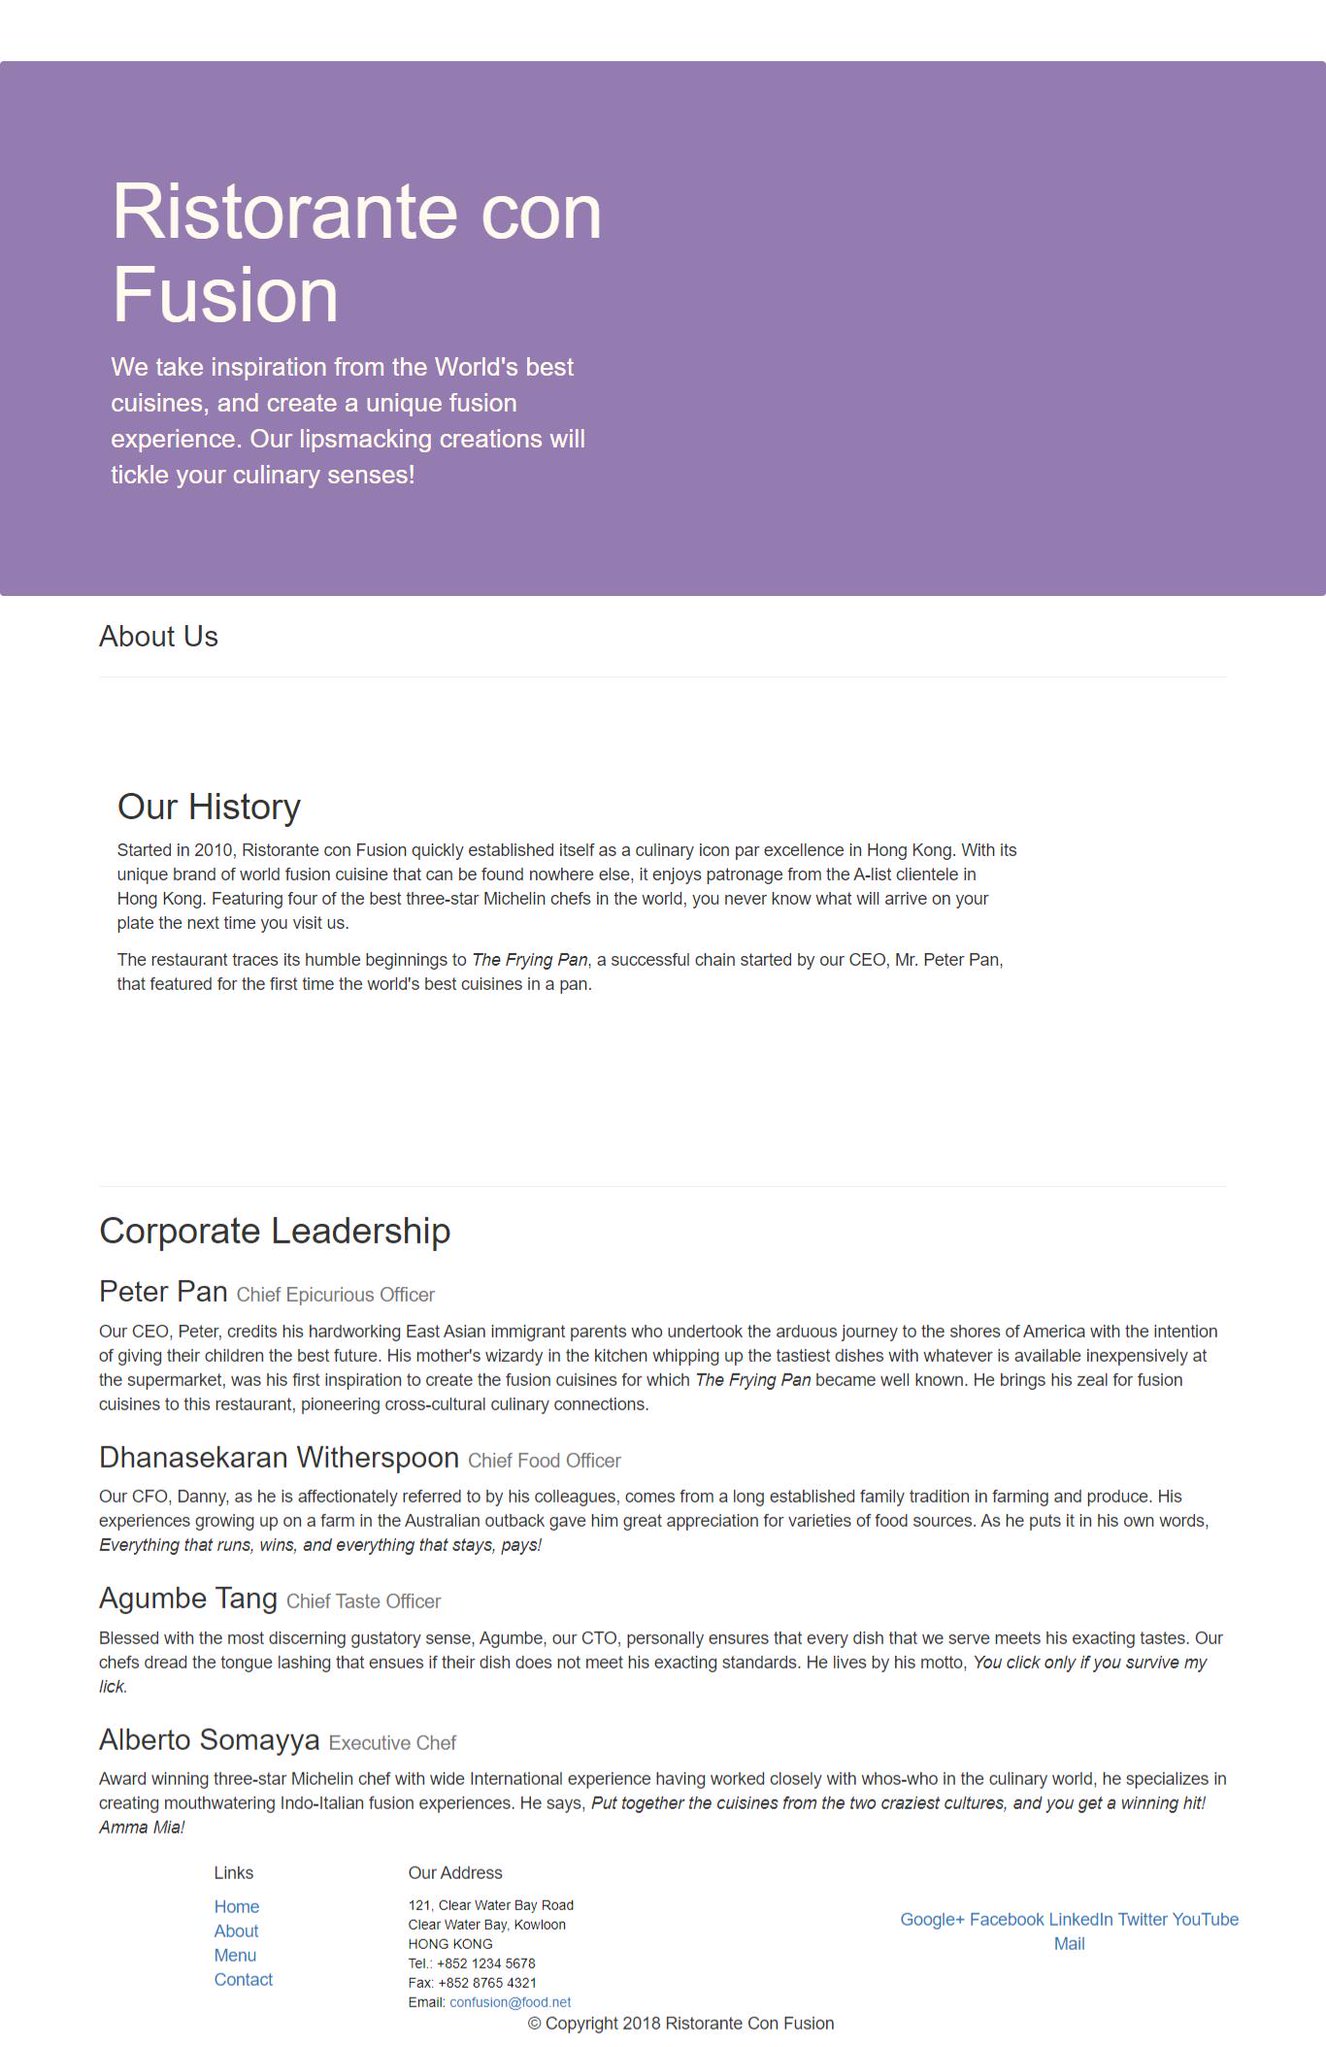 Ristorante con
Fusion
We take inspiration from the World's best
cuisines, and create a unique fusion
experience. Our lipsmacking creations will
tickle your culinary senses!
About Us
Our History
Started in 2010, Ristorante con Fusion quickly established itself as a culinary icon par excellence in Hong Kong. With its
unique brand of world fusion cuisine that can be found nowhere else, it enjoys patronage from the A-list clientele in
Hong Kong. Featuring four of the best three-star Michelin chefs in the world, you never know what will arrive on your
plate the next time you visit us.
The restaurant traces its humble beginnings to The Frying Pan, a successful chain started by our CEO, Mr. Peter Pan,
that featured for the first time the world's best cuisines in a pan.
Corporate Leadership
Peter Pan Chief Epicurious Officer
Our CEO, Peter, credits his hardworking East Asian immigrant parents who undertook the arduous journey to the shores of America with the intention
of giving their children the best future. His mother's wizardy in the kitchen whipping up the tastiest dishes with whatever is available inexpensively at
the supermarket, was his first inspiration to create the fusion cuisines for which The Frying Pan became well known. He brings his zeal for fusion
cuisines to this restaurant, pioneering cross-cultural culinary connections.
Dhanasekaran Witherspoon Chief Food Officer
Our CFO, Danny, as he is affectionately referred to by his colleagues, comes from a long established family tradition in farming and produce. His
experiences growing up on a farm in the Australian outback gave him great appreciation for varieties of food sources. As he puts it in his own words,
Everything that runs, wins, and everything that stays, pays!
Agumbe Tang Chief Taste Officer
Blessed with the most discerning gustatory sense, Agumbe, our CTO, personally ensures that every dish that we serve meets his exacting tastes. Our
chefs dread the tongue lashing that ensues if their dish does not meet his exacting standards. He lives by his motto, You click only if you survive my
lick.
Alberto Somayya Executive Chef
Award winning three-star Michelin chef with wide International experience having worked closely with whos-who in the culinary world, he specializes in
creating mouthwatering Indo-Italian fusion experiences. He says, Put together the cuisines from the two craziest cultures, and you get a winning hit!
Amma Mia!
Links
Home
About
Menu
Contact
Our Address
121, Clear Water Bay Road
Clear Water Bay, Kowloon
HONG KONG
Tel.: +852 1234 5678
Fax: +852 8765 4321
Email: confusion@food.net
Google+ Facebook LinkedIn Twitter YouTube
Mail
© Copyright 2018 Ristorante Con Fusion